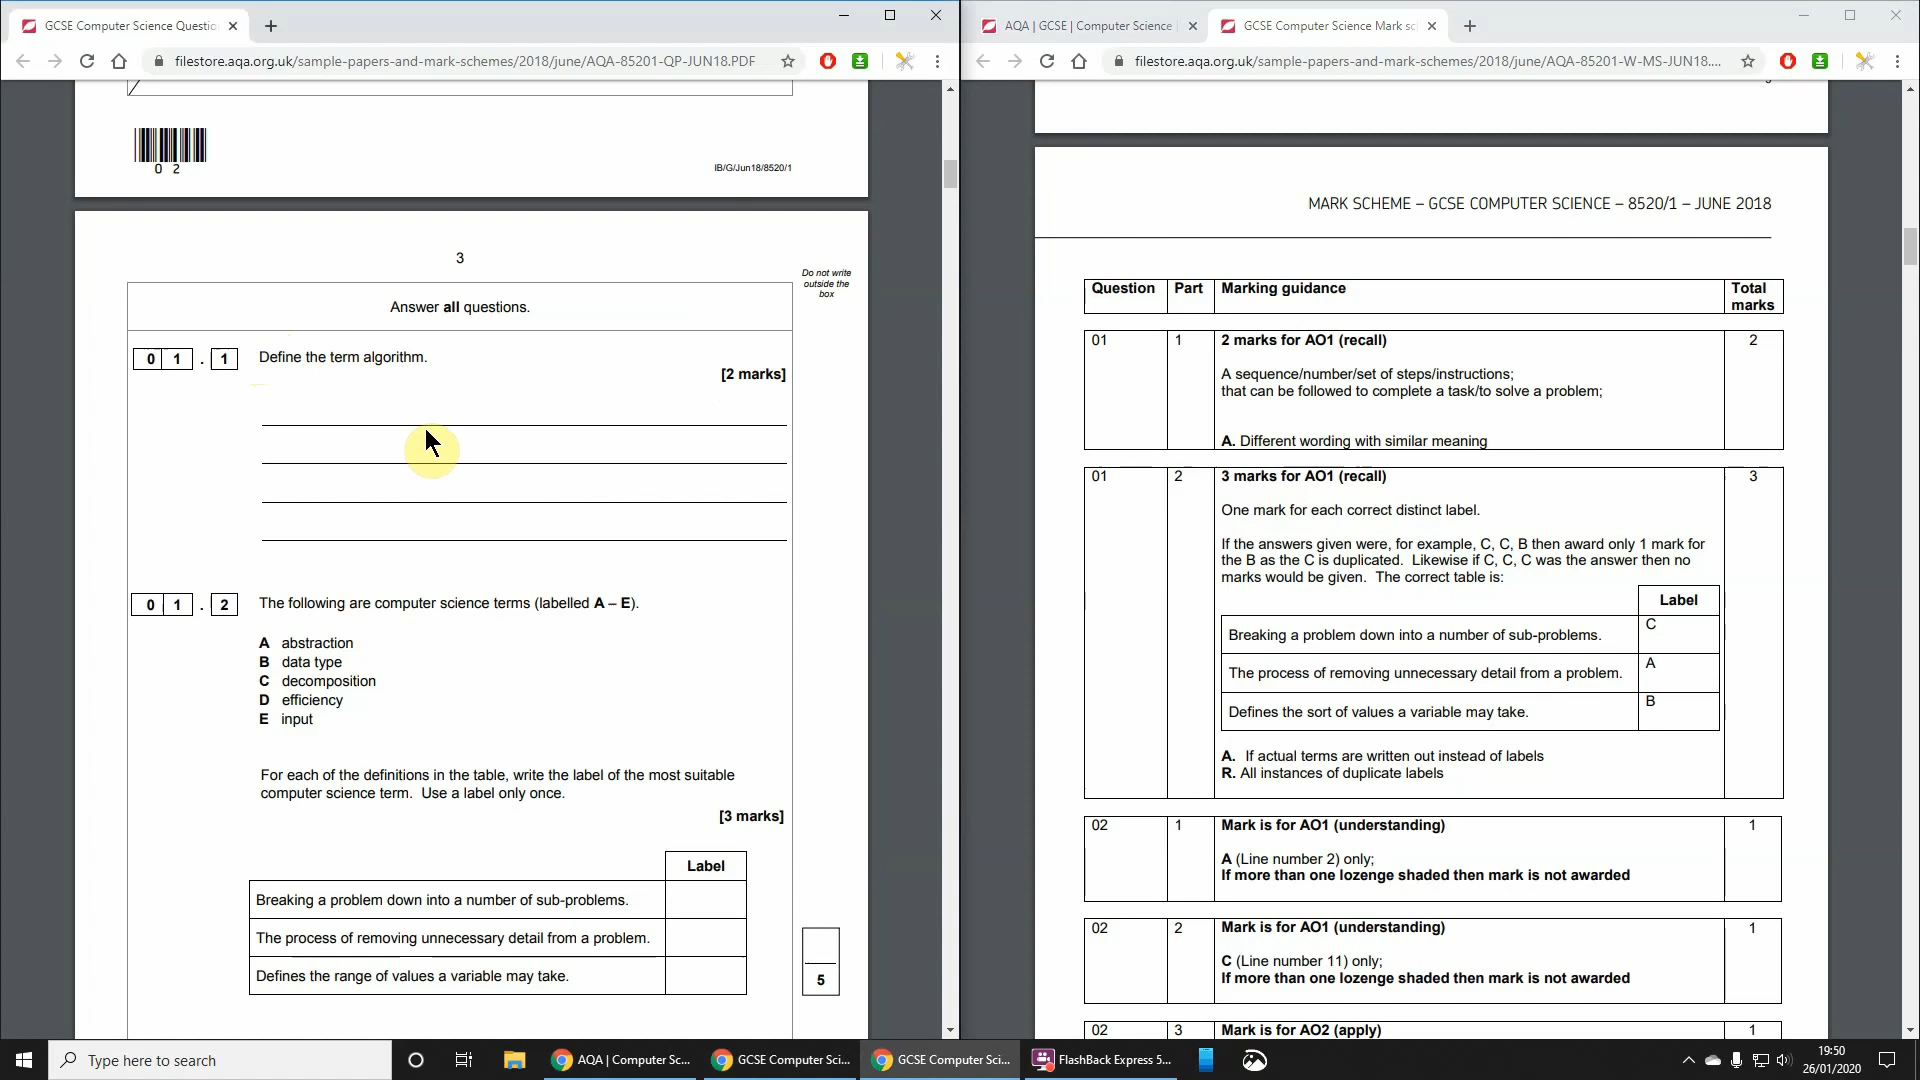 GCSE Computer Science Questio
filestore.aqa.org.uk/sample-papers-and-mark-schemes/2018/june/AQA-85201-QP-JUN18.PDF
0 2
IB/G/Jun18/8520/1
3
Do not write
outside the
box
Answer all questions.
0 1 . 1 Define the term algorithm.
[2 marks]
0 1 . 2 The following are computer science terms (labelled A – E).
A abstraction
B data type
C decomposition
D efficiency
E input
For each of the definitions in the table, write the label of the most suitable
computer science term. Use a label only once.
[3 marks]
Label
Breaking a problem down into a number of sub-problems.
The process of removing unnecessary detail from a problem.
Defines the range of values a variable may take.
5
AQA | GCSE | Computer Science
GCSE Computer Science Mark sc
filestore.aqa.org.uk/sample-papers-and-mark-schemes/2018/june/AQA-85201-W-MS-JUN18....
MARK SCHEME – GCSE COMPUTER SCIENCE – 8520/1 – JUNE 2018
Question Part Marking guidance Total
marks
01 1 2 marks for AO1 (recall) 2
A sequence/number/set of steps/instructions;
that can be followed to complete a task/to solve a problem;
A. Different wording with similar meaning
01 2 3 marks for AO1 (recall) 3
One mark for each correct distinct label.
If the answers given were, for example, C, C, B then award only 1 mark for
the B as the C is duplicated. Likewise if C, C, C was the answer then no
marks would be given. The correct table is:
Label
Breaking a problem down into a number of sub-problems. C
The process of removing unnecessary detail from a problem. A
Defines the sort of values a variable may take. B
A. If actual terms are written out instead of labels
R. All instances of duplicate labels
02 1 Mark is for AO1 (understanding) 1
A (Line number 2) only;
If more than one lozenge shaded then mark is not awarded
02 2 Mark is for AO1 (understanding) 1
C (Line number 11) only;
If more than one lozenge shaded then mark is not awarded
02 3 Mark is for AO2 (apply) 1
Type here to search
AQA | Computer Sc...
GCSE Computer Sci...
GCSE Computer Sci...
FlashBack Express 5...
19:50
26/01/2020